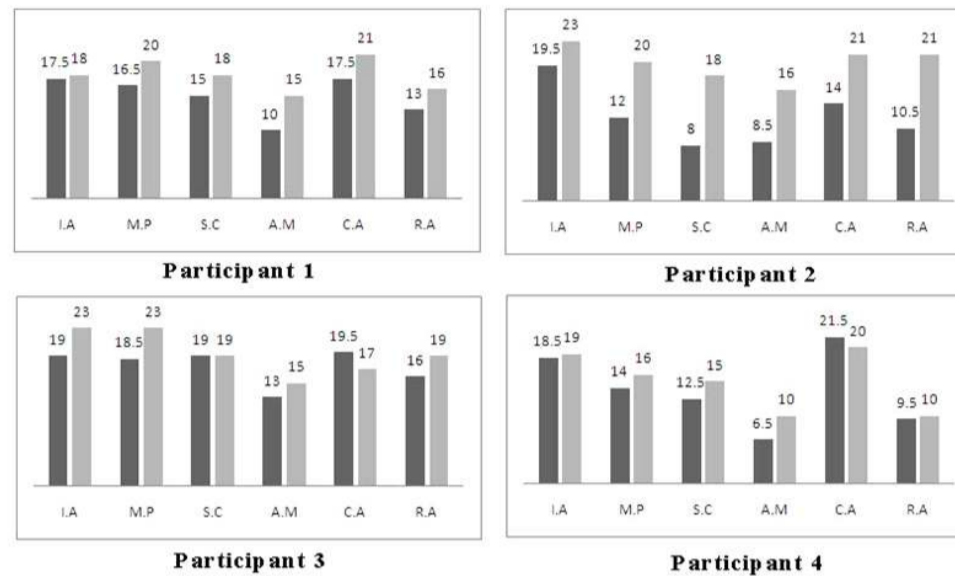 17.5 18 16.5 20 15 18 10 15 17.5 21 13 16
I.A M.P S.C A.M C.A R.A
Participant 1
19.5 23 12 20 8 18 8.5 16 14 21 10.5 21
I.A M.P S.C A.M C.A R.A
Participant 2
19 23 18.5 23 19 19 13 15 19.5 17 16 19
I.A M.P S.C A.M C.A R.A
Participant 3
18.5 19 14 16 12.5 15 6.5 10 21.5 20 9.5 10
I.A M.P S.C A.M C.A R.A
Participant 4